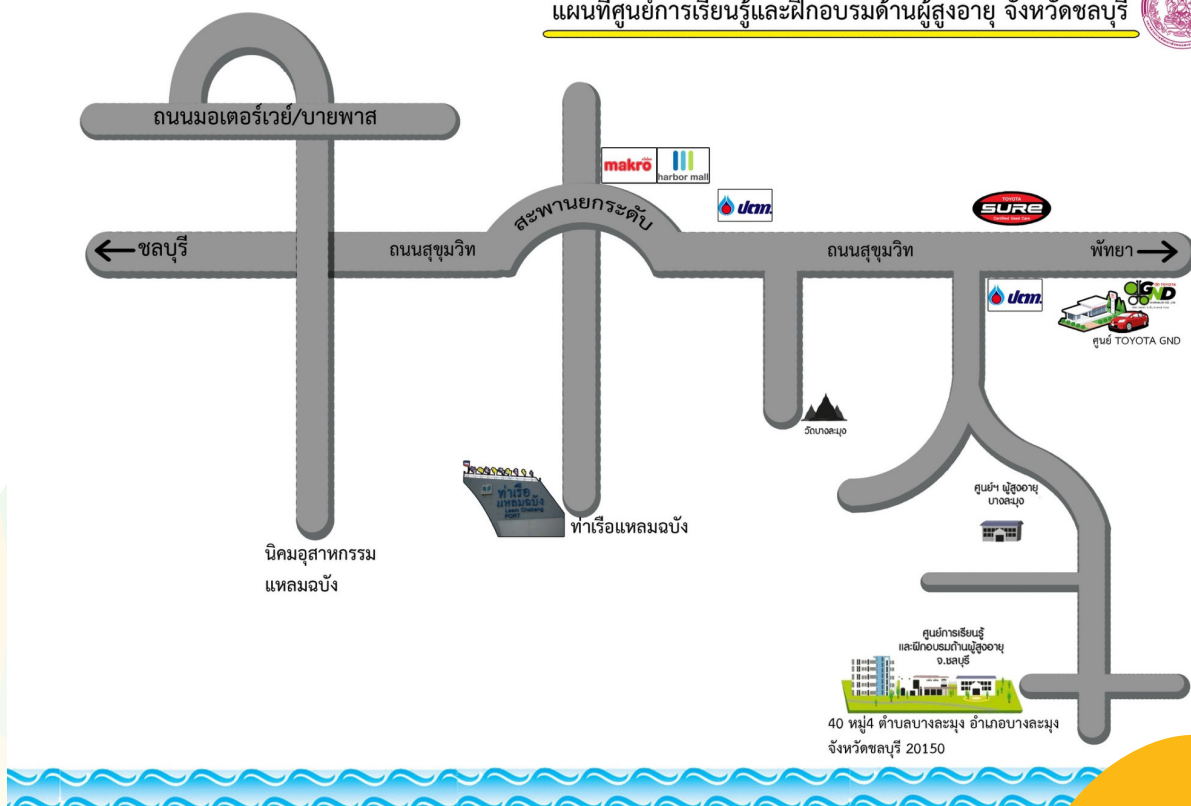 แผนที่ศูนย์การเรียนรู้และฝึกอบรมด้านผู้สูงอายุ จังหวัดชลบุรี
ถนนมอเตอร์เวย์/บายพาส
makro
harbor mall
สะพานยกระดับ
ปตท.
TOYOTA
SURE
Certified Used Cars
ชลบุรี
ถนนสุขุมวิท
ถนนสุขุมวิท
พัทยา
ปตท.
GND
ศูนย์ TOYOTA GND
วัดบางละมุง
ท่าเรือ
แหลมฉบัง
Laem Chabang
PORT
ท่าเรือแหลมฉบัง
ศูนย์ฯ ผู้สูงอายุ
บางละมุง
นิคมอุสาหกรรม
แหลมฉบัง
ศูนย์การเรียนรู้
และฝึกอบรมด้านผู้สูงอายุ
จ.ชลบุรี
40 หมู่4 ตำบลบางละมุง อำเภอบางละมุง
จังหวัดชลบุรี 20150